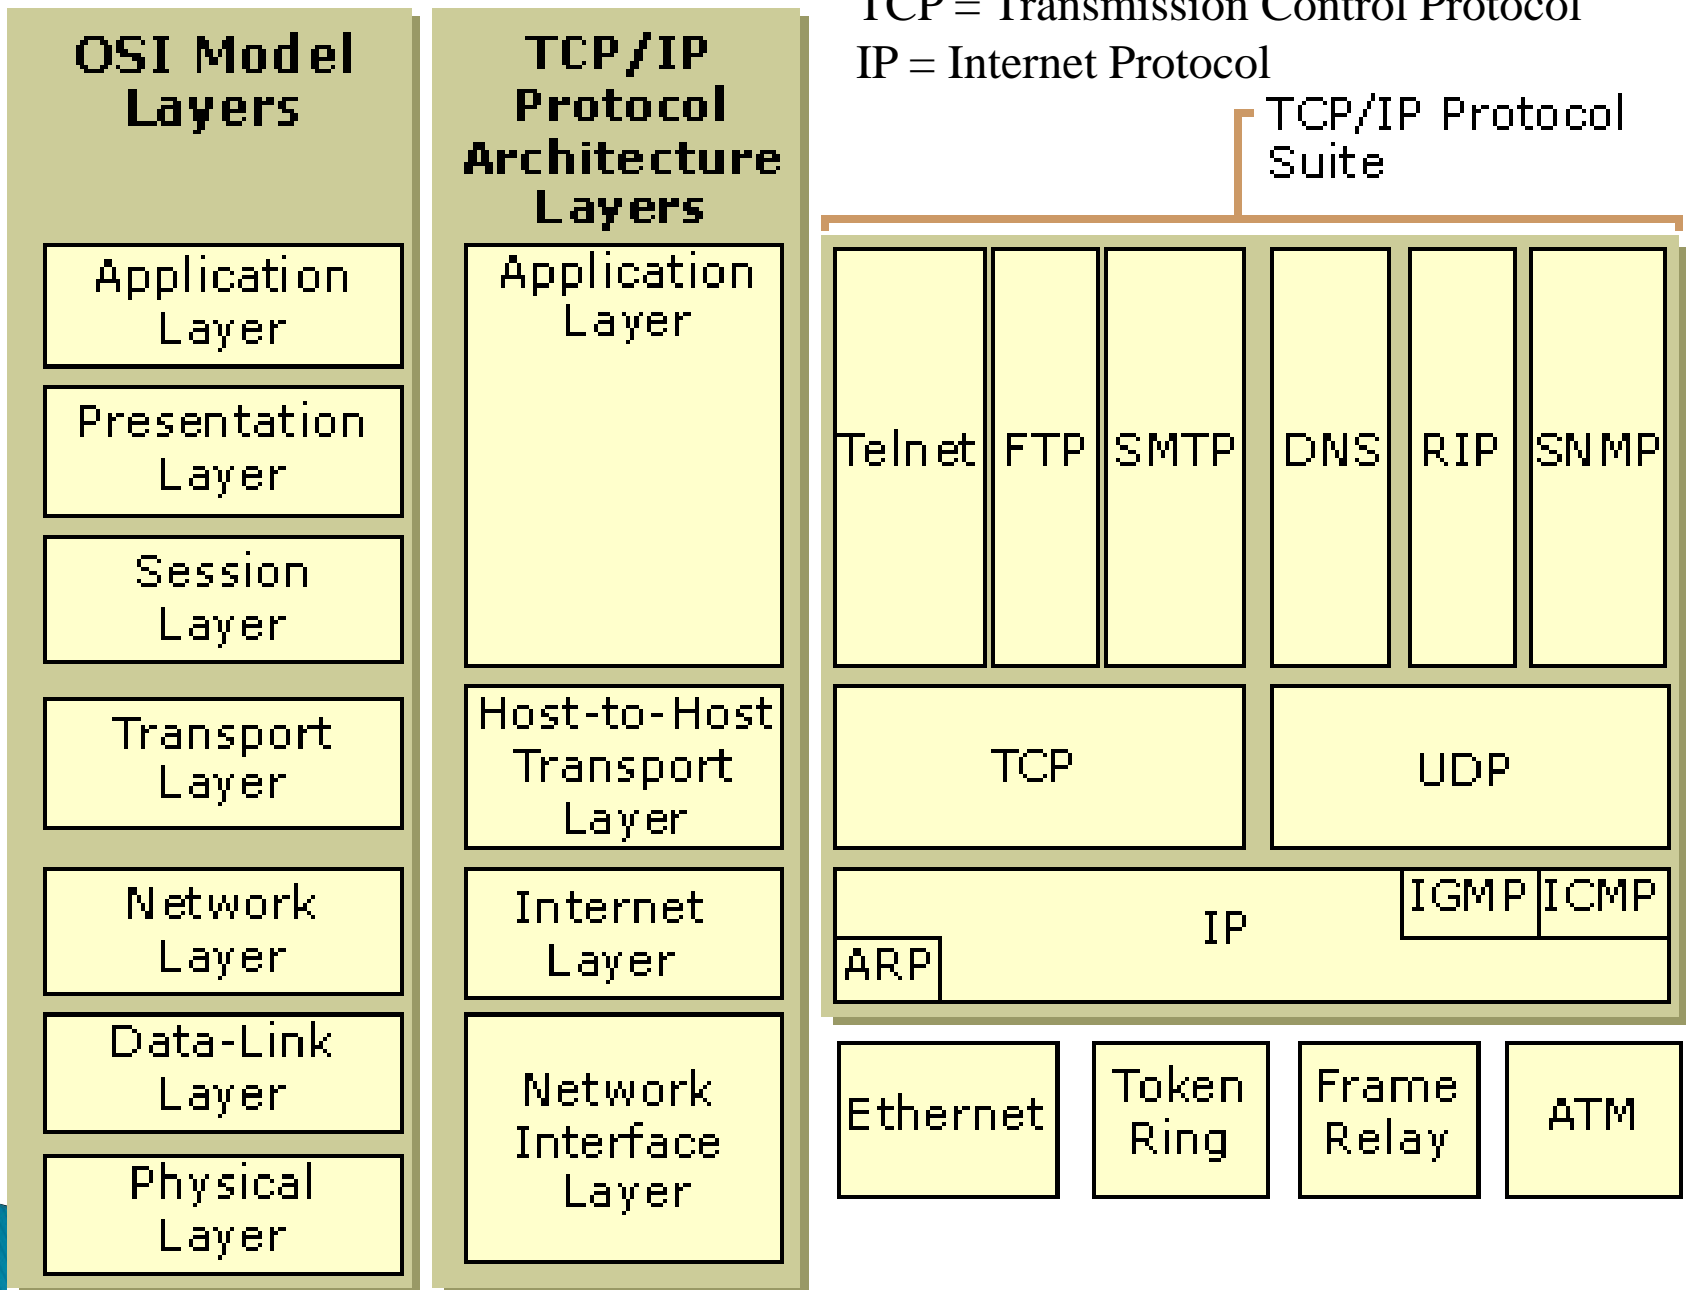 TCP = Transmission Control Protocol
IP = Internet Protocol
OSI Model
Layers
Application
Layer
Presentation
Layer
Session
Layer
Transport
Layer
Network
Layer
Data-Link
Layer
Physical
Layer
TCP/IP
Protocol
Architecture
Layers
Application
Layer
Host-to-Host
Transport
Layer
Internet
Layer
Network
Interface
Layer
TCP/IP Protocol
Suite
Telnet
FTP
SMTP
DNS
RIP
SNMP
TCP
UDP
IP
IGMP
ICMP
ARP
Ethernet
Token
Ring
Frame
Relay
ATM